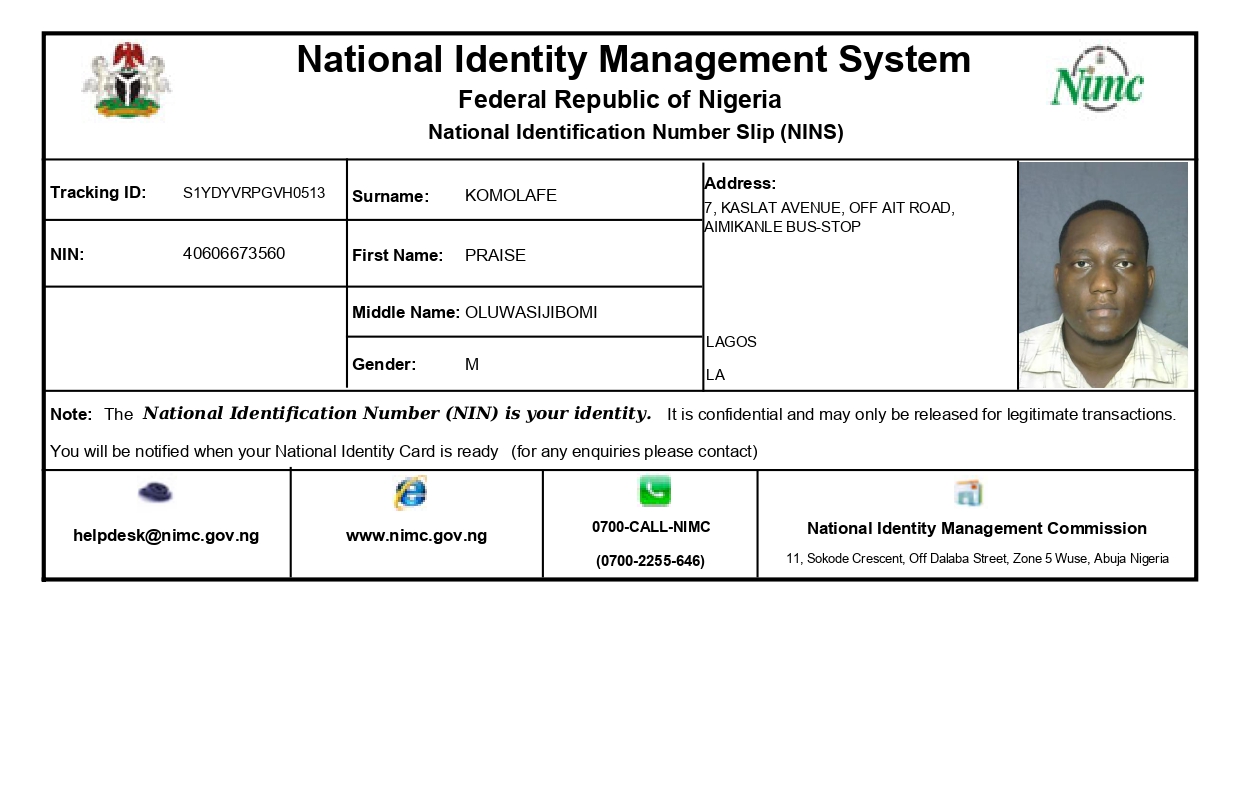 National Identity Management System
Federal Republic of Nigeria
National Identification Number Slip (NINS)
Nimc
Tracking ID: S1YDYVRPGVH0513
NIN: 40606673560
Surname: KOMOLAFE
First Name: PRAISE
Middle Name: OLUWASIJIBOMI
Gender: M
Address:
7, KASLAT AVENUE, OFF AIT ROAD,
AIMIKANLE BUS-STOP
LAGOS
LA
Note: The National Identification Number (NIN) is your identity. It is confidential and may only be released for legitimate transactions.
You will be notified when your National Identity Card is ready (for any enquiries please contact)
helpdesk@nimc.gov.ng
www.nimc.gov.ng
0700-CALL-NIMC
(0700-2255-646)
National Identity Management Commission
11, Sokode Crescent, Off Dalaba Street, Zone 5 Wuse, Abuja Nigeria